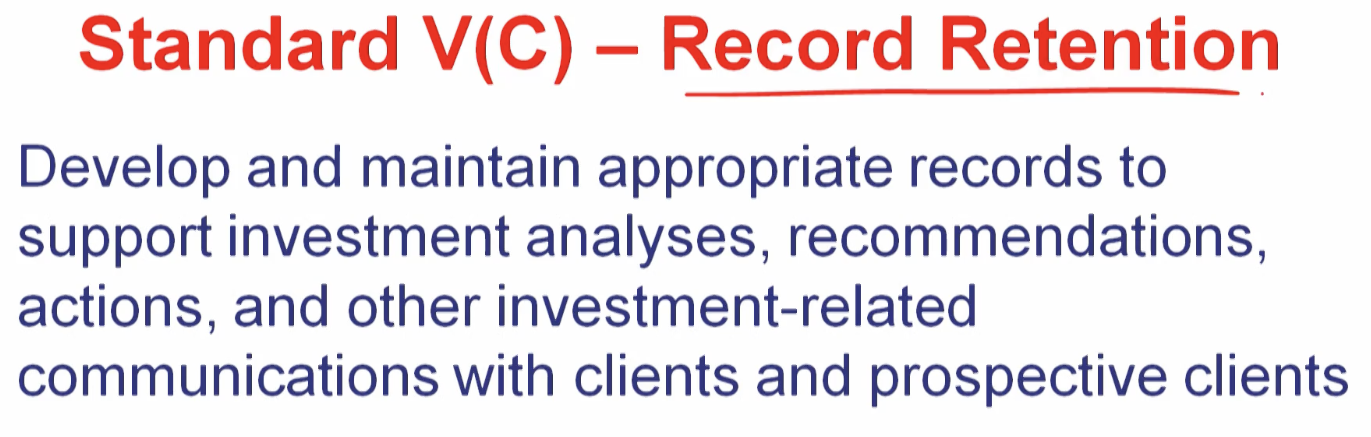 Standard V(C) – Record Retention
Develop and maintain appropriate records to
support investment analyses, recommendations,
actions, and other investment-related
communications with clients and prospective clients